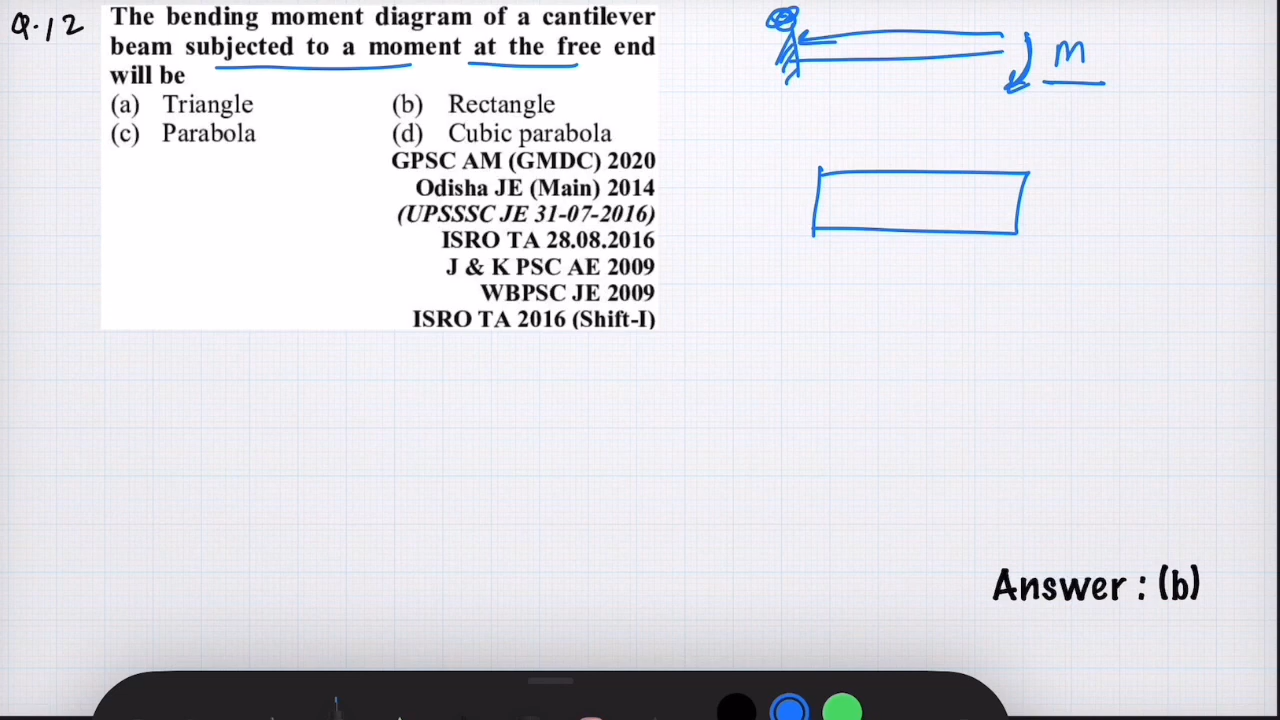 Q.12
The bending moment diagram of a cantilever
beam subjected to a moment at the free end
will be
(a) Triangle (b) Rectangle
(c) Parabola (d) Cubic parabola
GPSC AM (GMDC) 2020
Odisha JE (Main) 2014
(UPSSSC JE 31-07-2016)
ISRO TA 28.08.2016
J & K PSC AE 2009
WBPSC JE 2009
ISRO TA 2016 (Shift-I)
M
Answer : (b)